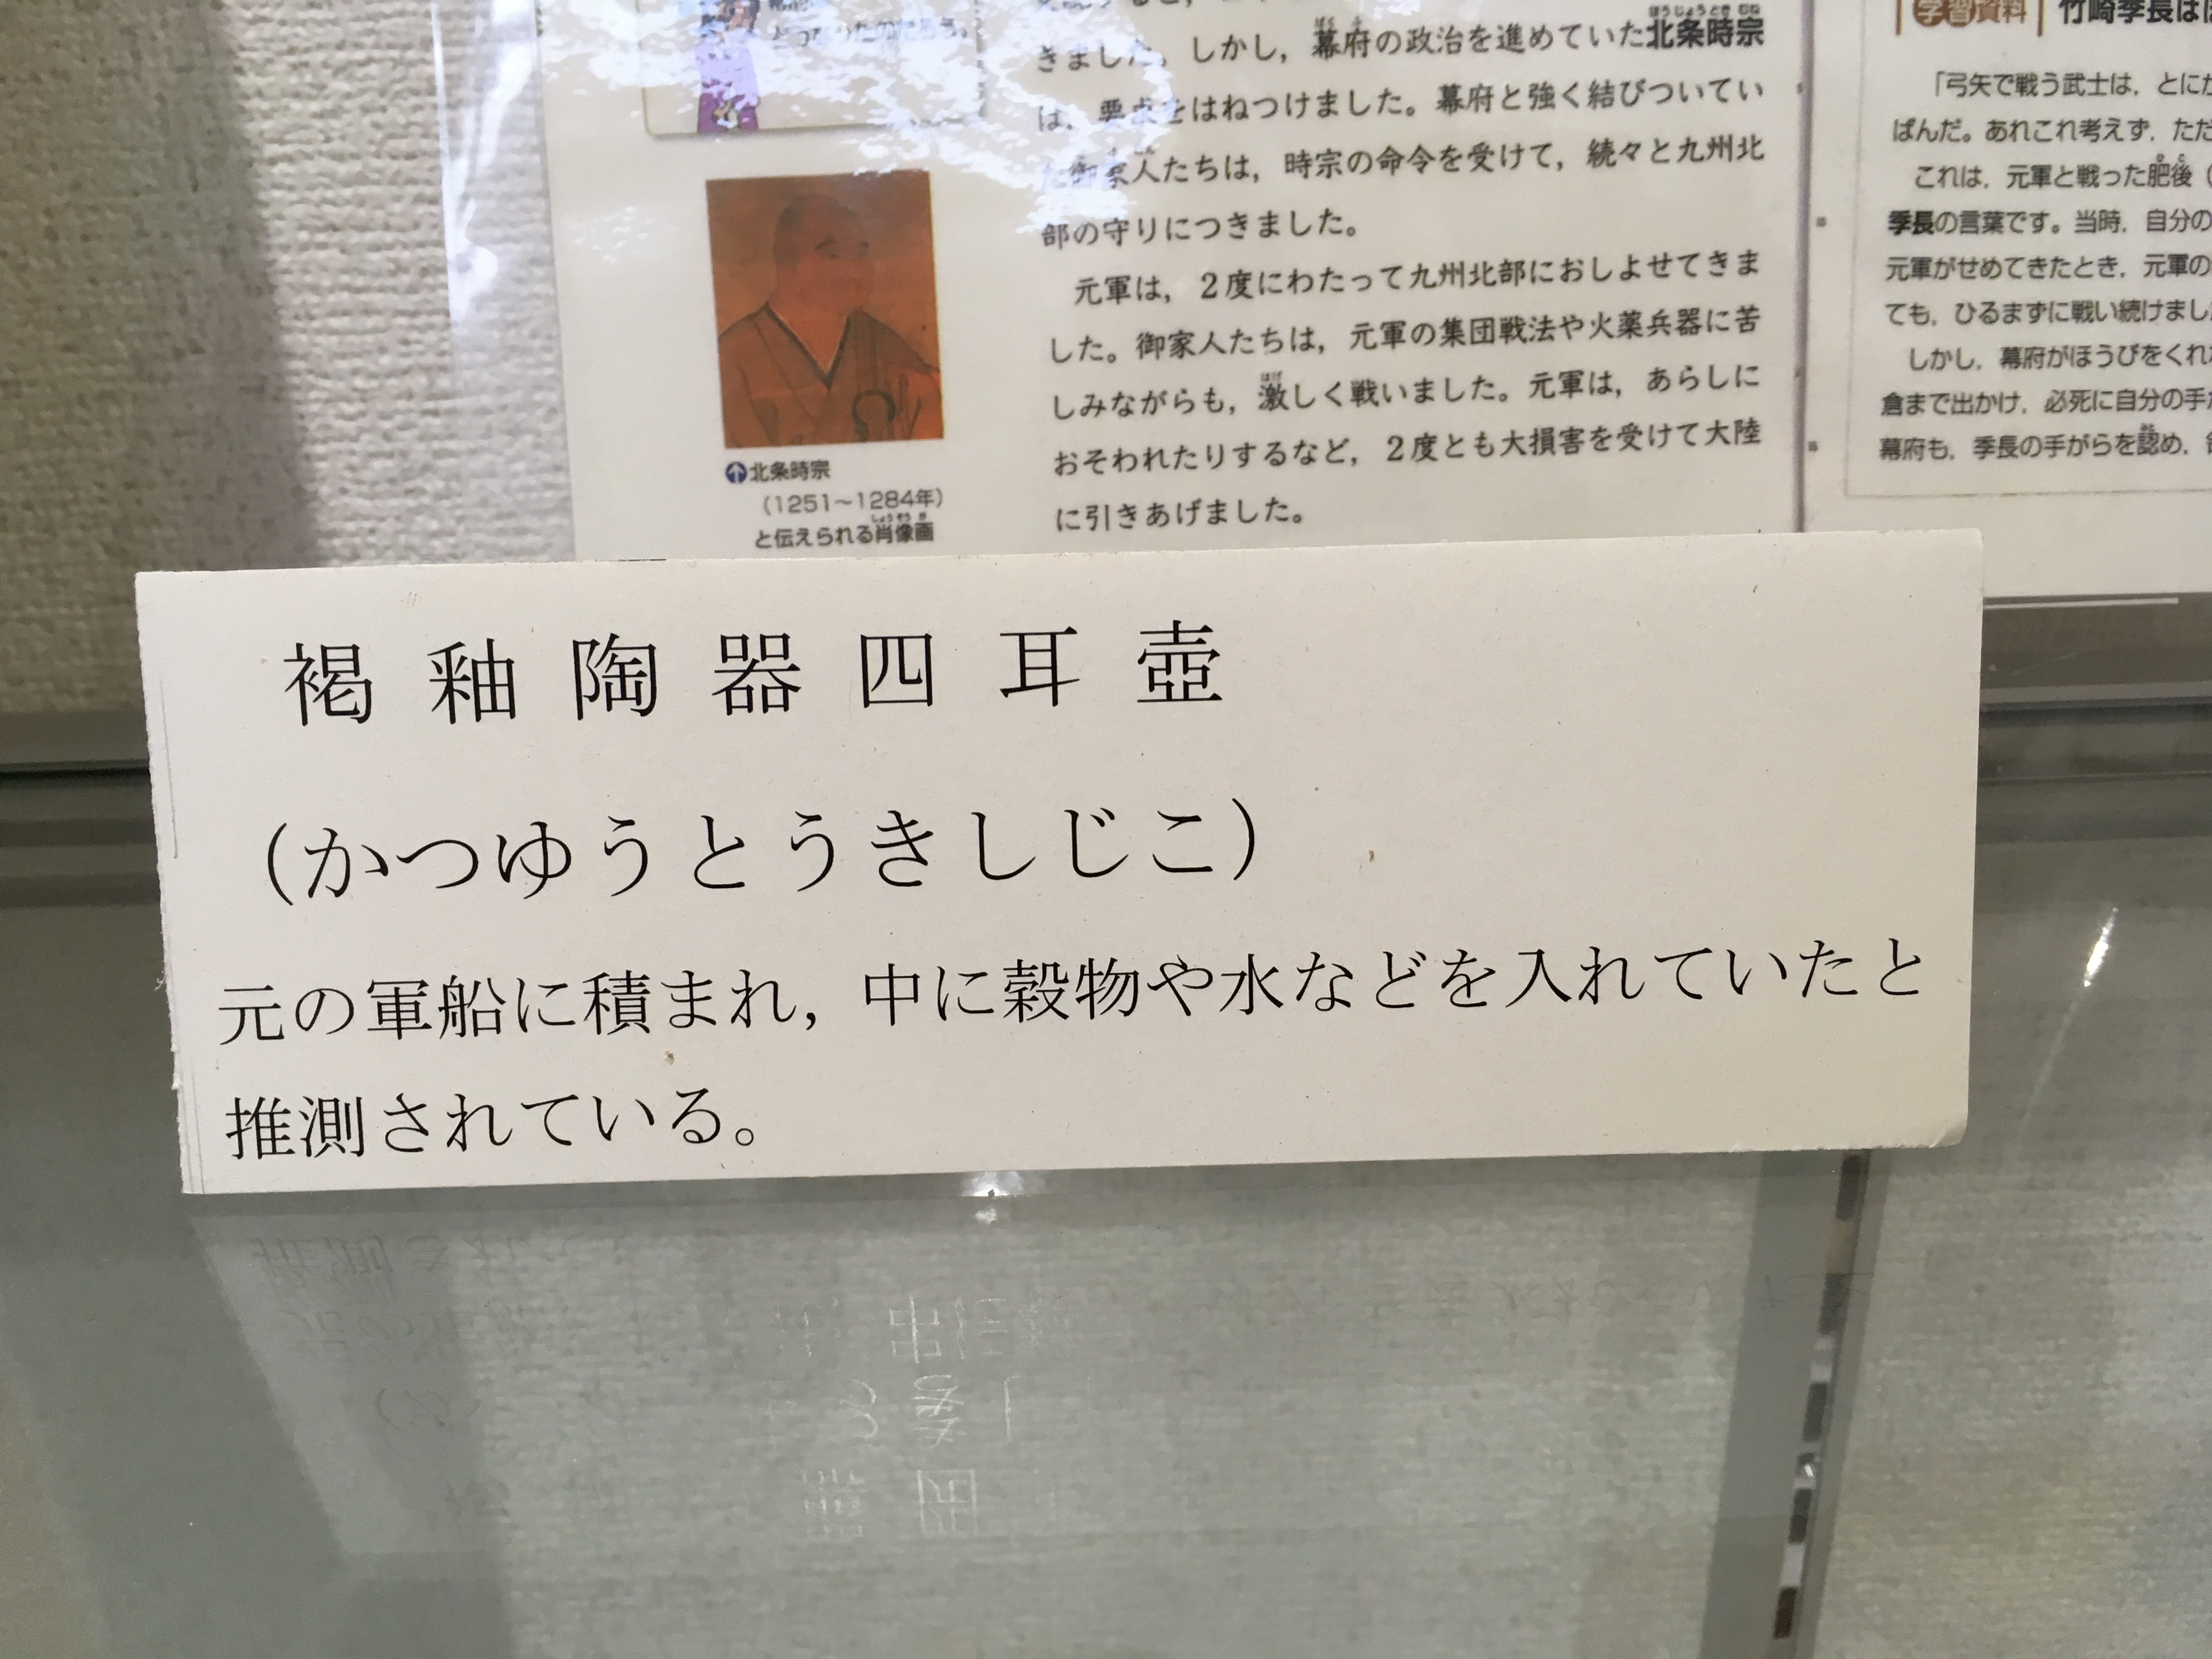 きました。しかし，幕府の政治を進めていた北条時宗
は，要点をはねつけました。幕府と強く結びついてい
た御家人たちは，時宗の命令を受けて，続々と九州北
部の守りにつきました。
元軍は，２度にわたって九州北部におしよせてきま
した。御家人たちは，元軍の集団戦法や火薬兵器に苦
しみながらも，激しく戦いました。元軍は，あらしに
おそわれたりするなど，２度とも大損害を受けて大陸
に引きあげました。
北条時宗
（1251～1284年）
と伝えられる肖像画
学習資料
竹崎季長は
「弓矢で戦う武士は，とにか
ばんだ。あれこれ考えず，ただ
これは，元軍と戦った肥後（
季長の言葉です。当時，自分の
元軍がせめてきたとき，元軍の
ても，ひるまずに戦い続けまし
しかし，幕府がほうびをくれ
倉まで出かけ，必死に自分の手
幕府も，季長の手がらを認め，
褐釉陶器四耳壺
（かつゆうとうきしじこ）
元の軍船に積まれ，中に穀物や水などを入れていたと
推測されている。